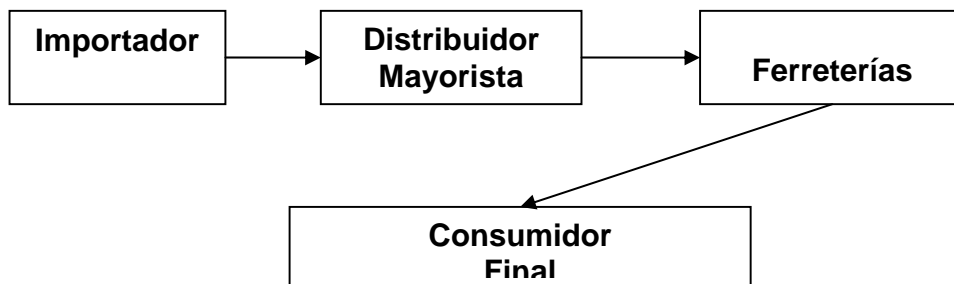 Importador
Distribuidor
Mayorista
Ferreterías
Consumidor
Final